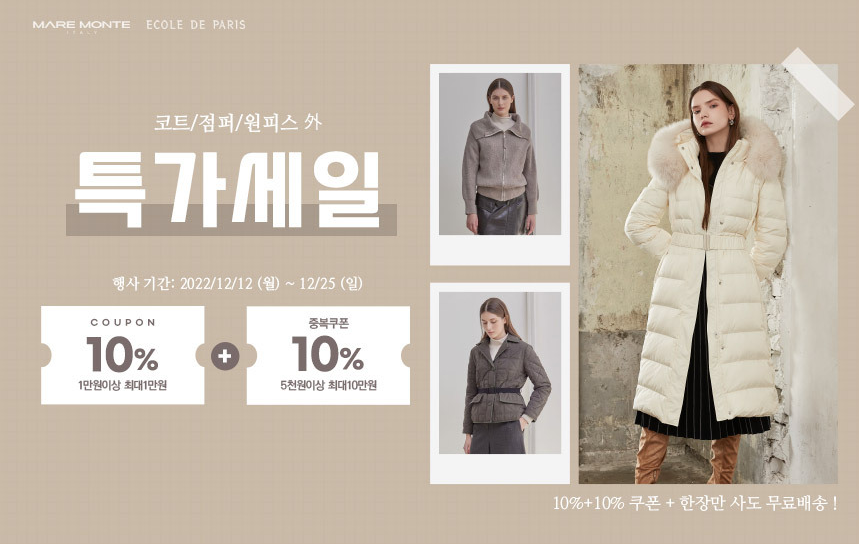 MARE MONTE
ITALY
ECOLE DE PARIS
코트/점퍼/원피스 外
특가세일
행사 기간: 2022/12/12 (월) ~ 12/25 (일)
COUPON
10%
1만원이상 최대1만원
+
중복쿠폰
10%
5천원이상 최대10만원
10%+10% 쿠폰 + 한장만 사도 무료배송 !